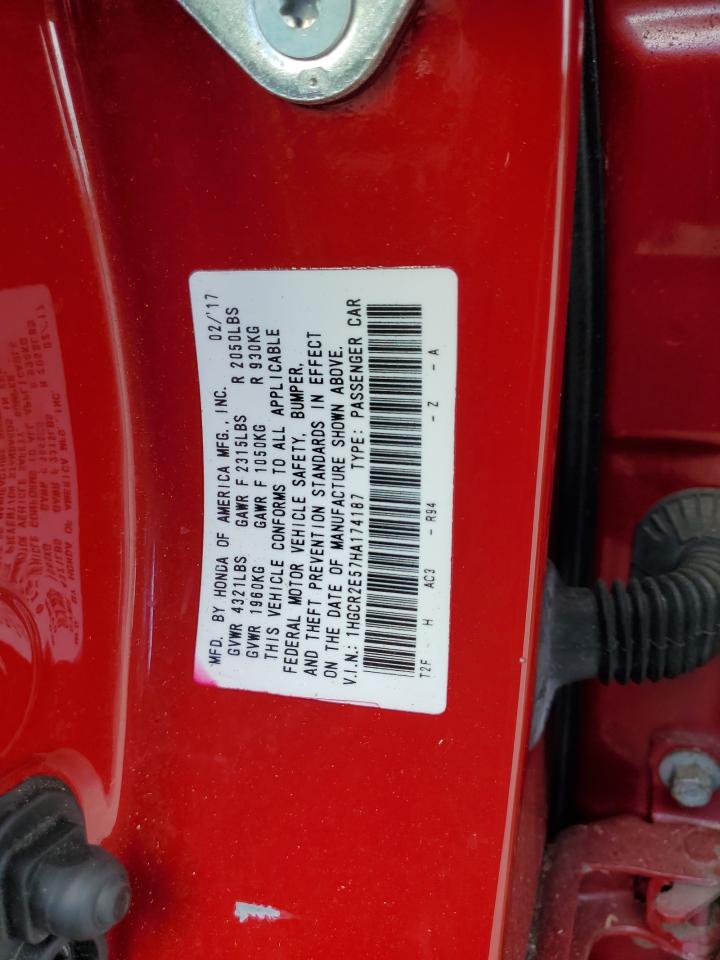 MFD. BY HONDA OF AMERICA MFG., INC. 02/'17
GVWR 4321LBS GAWR F 2315LBS R 2050LBS
GVWR 1960KG GAWR F 1050KG R 930KG
THIS VEHICLE CONFORMS TO ALL APPLICABLE
FEDERAL MOTOR VEHICLE SAFETY, BUMPER,
AND THEFT PREVENTION STANDARDS IN EFFECT
ON THE DATE OF MANUFACTURE SHOWN ABOVE.
V.I.N.: 1HGCR2E57HA174187 TYPE: PASSENGER CAR
T2F - H AC3 - R94 - Z - A